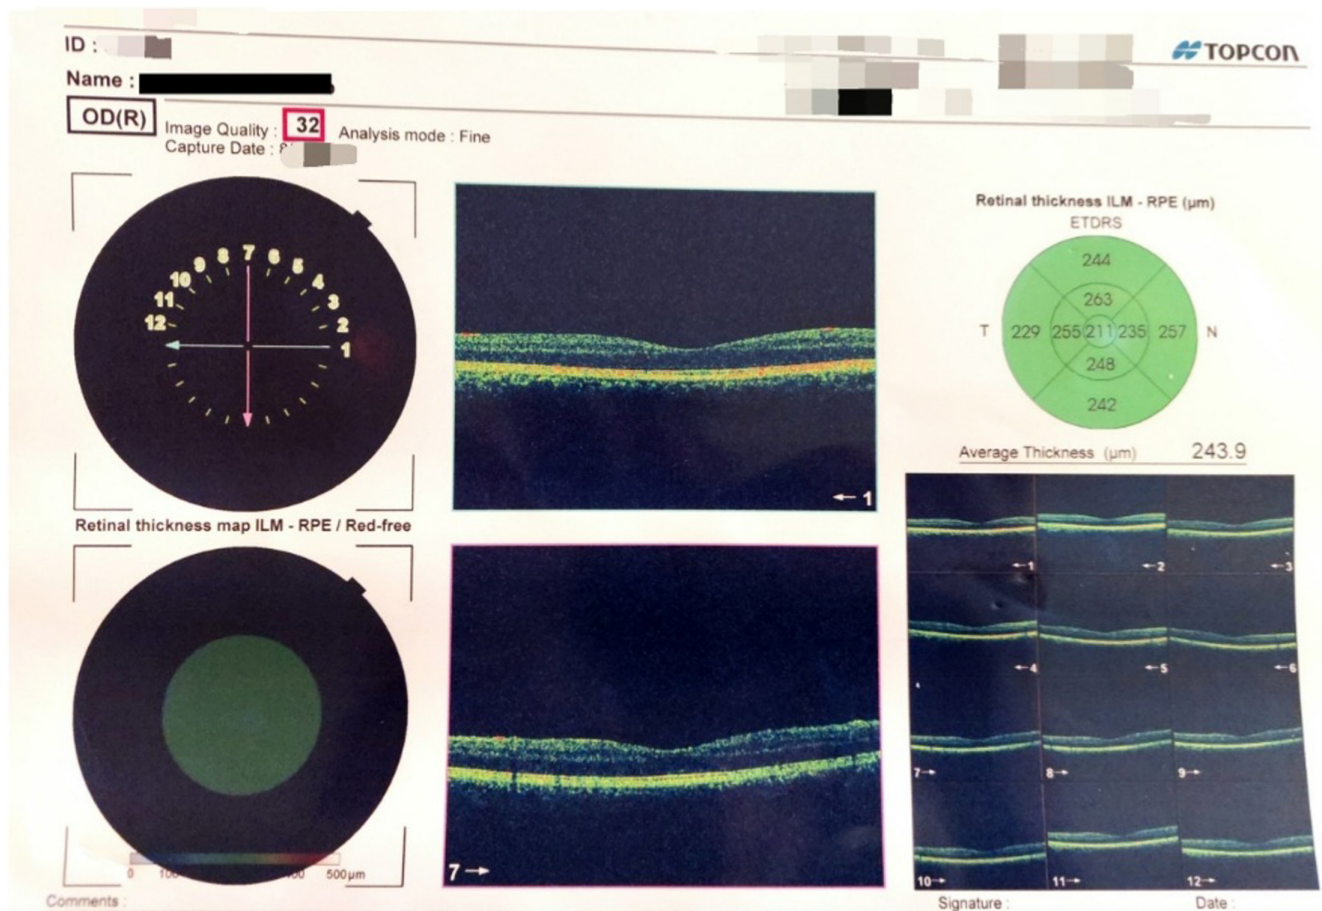 ID :
TOPCON
Name :
OD(R)
Image Quality : 32 Analysis mode : Fine
Capture Date :
7
8 6
9 5
10 4
11 3
12 2
1
← 1
Retinal thickness ILM - RPE (µm)
ETDRS
244
263
T 229 255 211 235 257 N
248
242
Average Thickness (µm) 243.9
Retinal thickness map ILM - RPE / Red-free
0 500µm
7 →
←1 ←2 ←3
←4 ←5 ←6
7→ 8→ 9→
10→ 11→ 12→
Comments :
Signature : Date :